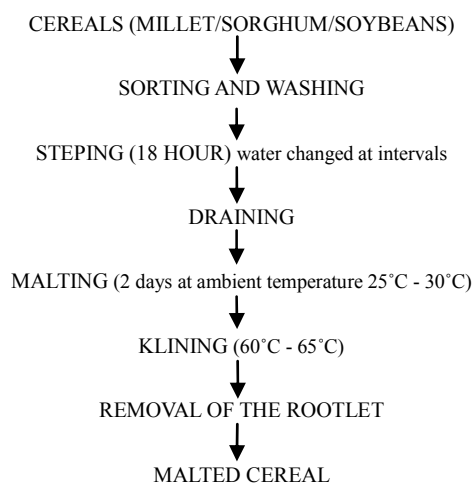 CEREALS (MILLET/SORGHUM/SOYBEANS)
SORTING AND WASHING
STEPING (18 HOUR) water changed at intervals
DRAINING
MALTING (2 days at ambient temperature 25˚C - 30˚C)
KLINING (60˚C - 65˚C)
REMOVAL OF THE ROOTLET
MALTED CEREAL